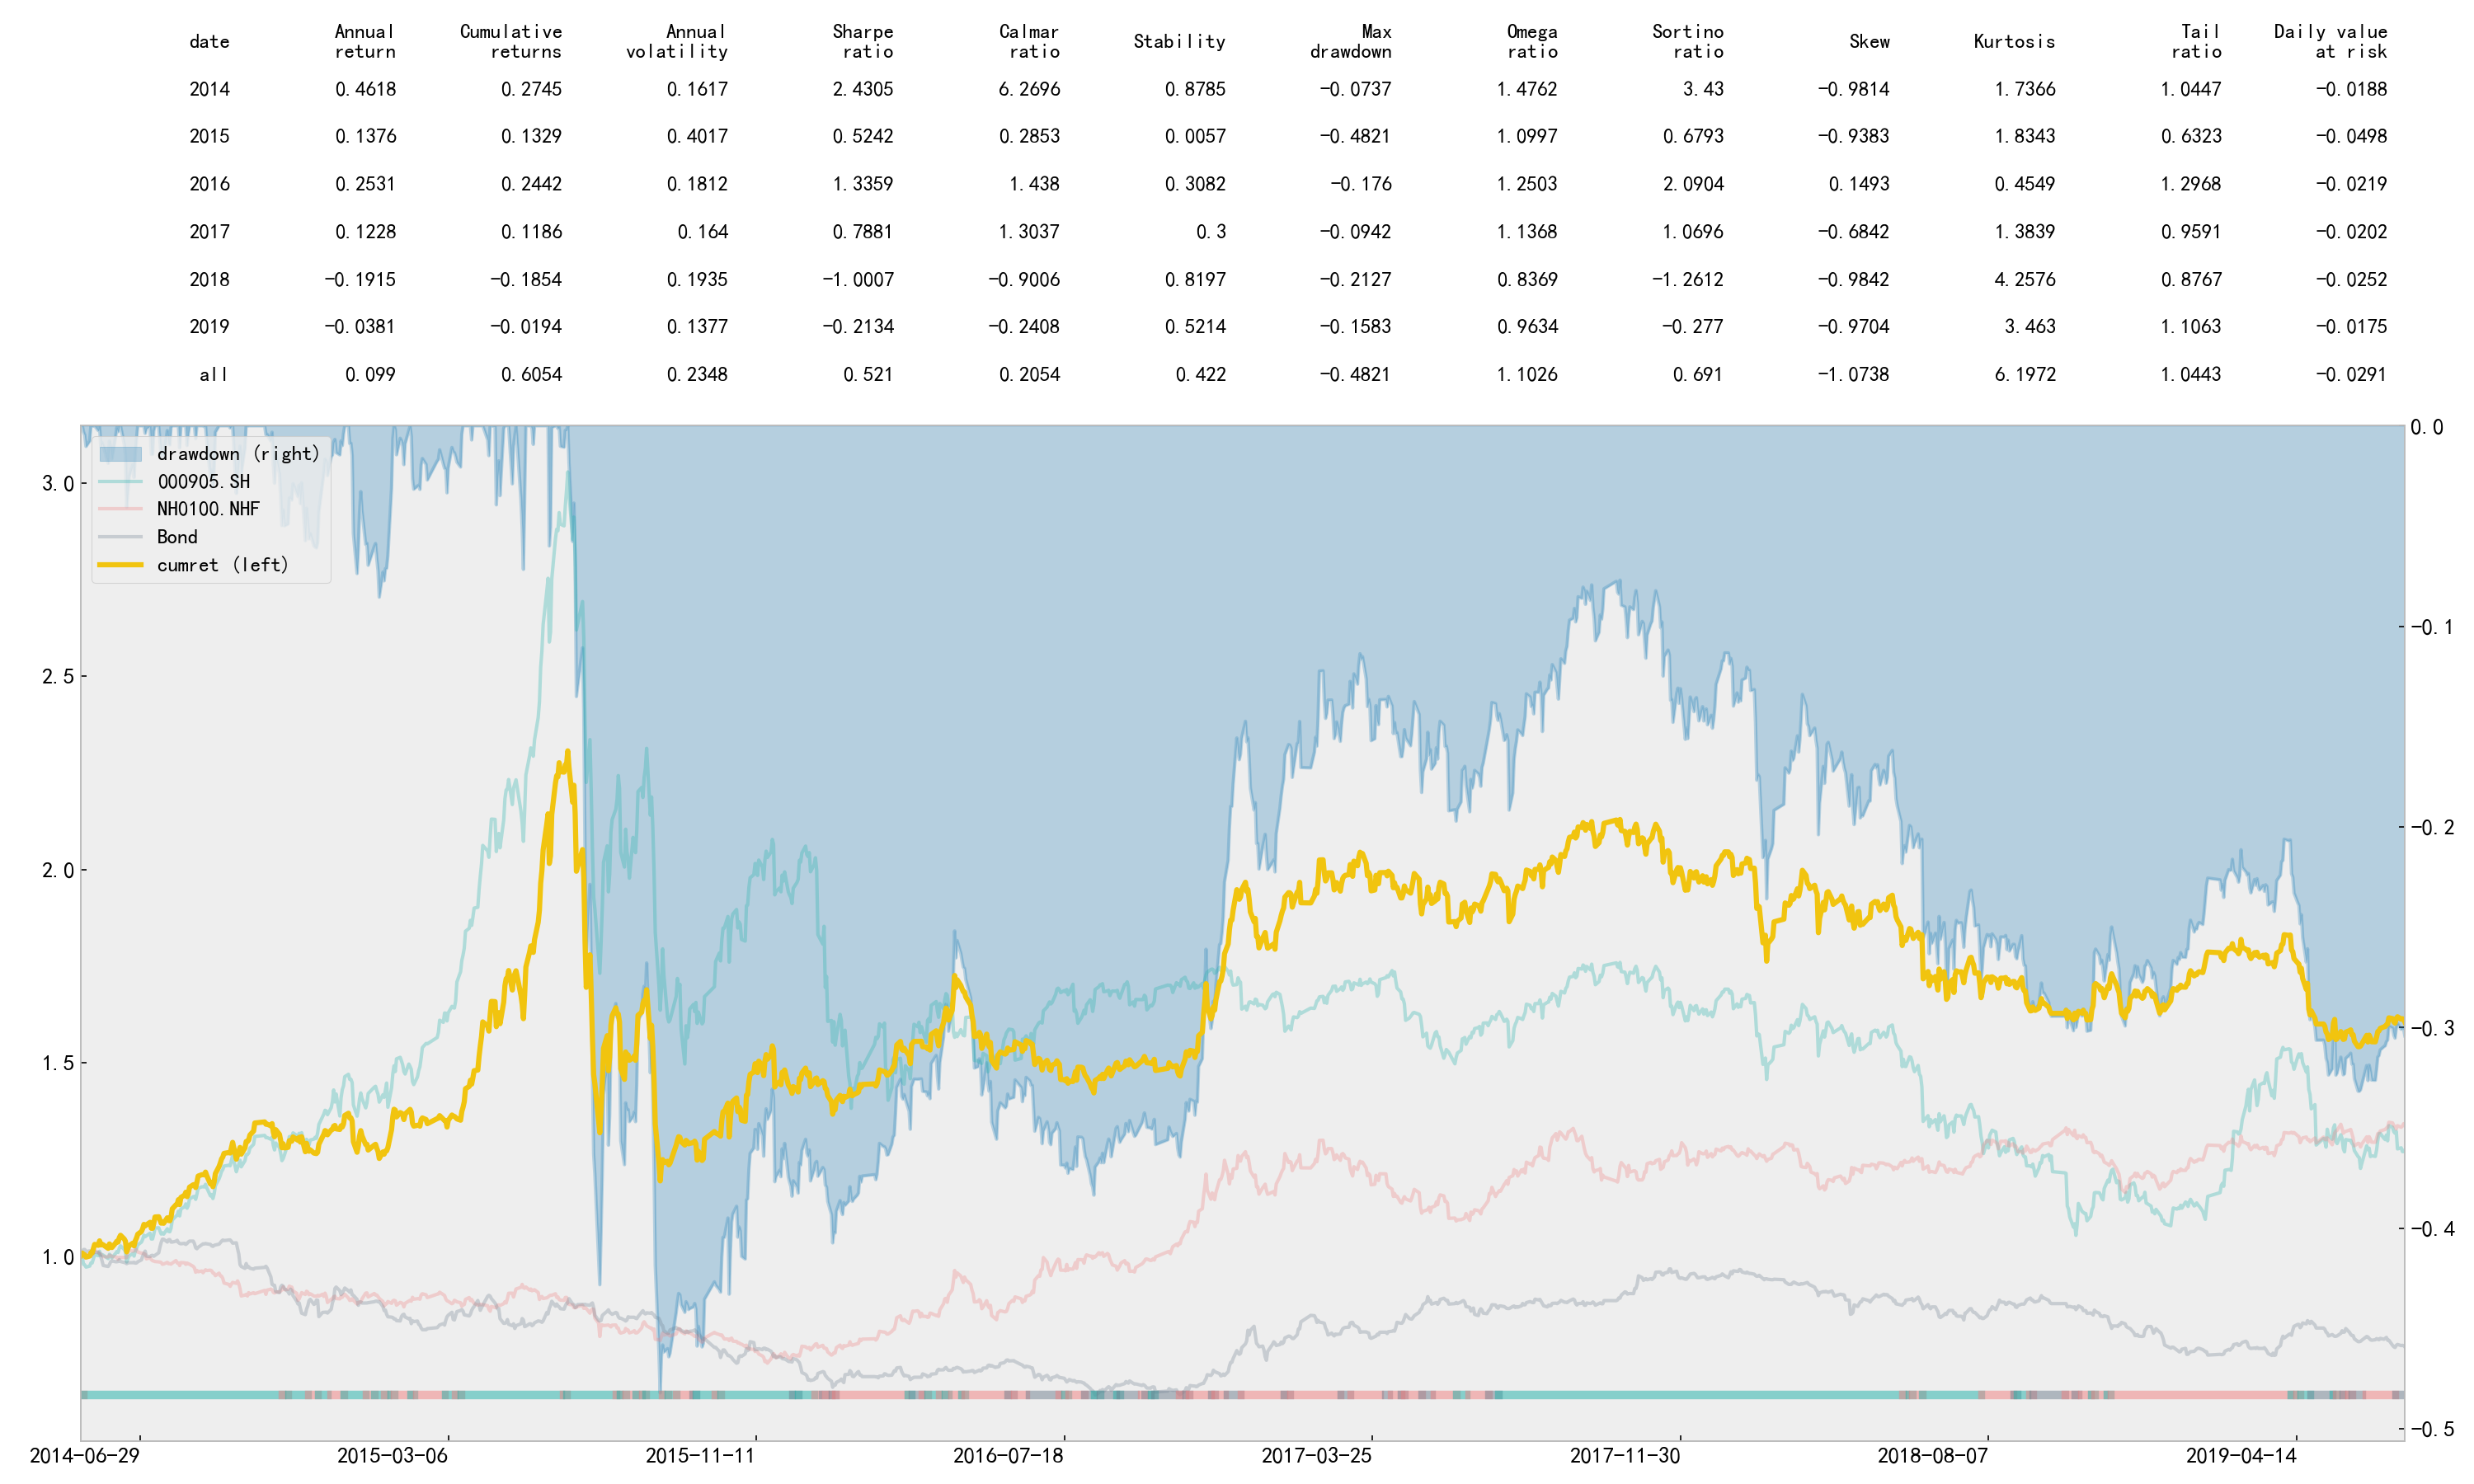 date Annual return Cumulative returns Annual volatility Sharpe ratio Calmar ratio Stability Max drawdown Omega ratio Sortino ratio Skew Kurtosis Tail ratio Daily value at risk
2014 0.4618 0.2745 0.1617 2.4305 6.2696 0.8785 -0.0737 1.4762 3.43 -0.9814 1.7366 1.0447 -0.0188
2015 0.1376 0.1329 0.4017 0.5242 0.2853 0.0057 -0.4821 1.0997 0.6793 -0.9383 1.8343 0.6323 -0.0498
2016 0.2531 0.2442 0.1812 1.3359 1.438 0.3082 -0.176 1.2503 2.0904 0.1493 0.4549 1.2968 -0.0219
2017 0.1228 0.1186 0.164 0.7881 1.3037 0.3 -0.0942 1.1368 1.0696 -0.6842 1.3839 0.9591 -0.0202
2018 -0.1915 -0.1854 0.1935 -1.0007 -0.9006 0.8197 -0.2127 0.8369 -1.2612 -0.9842 4.2576 0.8767 -0.0252
2019 -0.0381 -0.0194 0.1377 -0.2134 -0.2408 0.5214 -0.1583 0.9634 -0.277 -0.9704 3.463 1.1063 -0.0175
all 0.099 0.6054 0.2348 0.521 0.2054 0.422 -0.4821 1.1026 0.691 -1.0738 6.1972 1.0443 -0.0291
drawdown (right)
000905.SH
NH0100.NHF
Bond
cumret (left)
3.0
2.5
2.0
1.5
1.0
0.0
-0.1
-0.2
-0.3
-0.4
-0.5
2014-06-29 2015-03-06 2015-11-11 2016-07-18 2017-03-25 2017-11-30 2018-08-07 2019-04-14